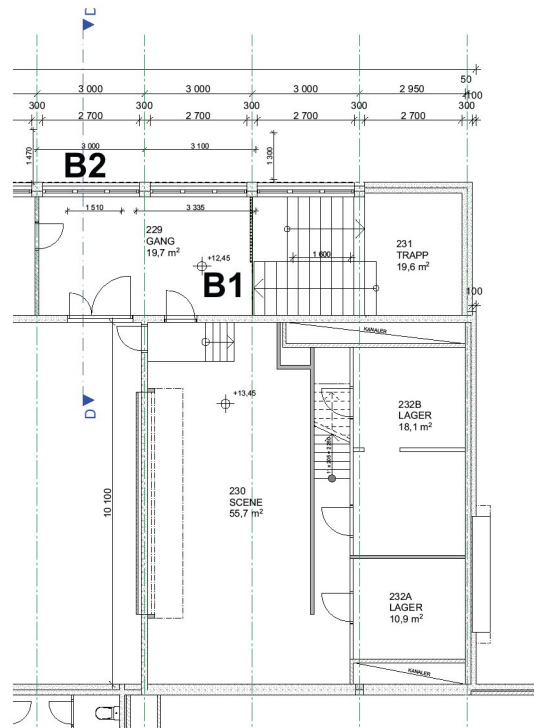 D
3 000
3 000
3 000
2 950
50
300
300
300
300
300
100
2 700
2 700
2 700
2 700
3 000
3 100
1 470
1 300
B2
1 510
3 335
229
GANG
19,7 m²
+12,45
B1
1 600
231
TRAPP
19,6 m²
100
KANALER
D
+13,45
232B
LAGER
18,1 m²
10 100
230
SCENE
55,7 m²
232A
LAGER
10,9 m²
KANALER